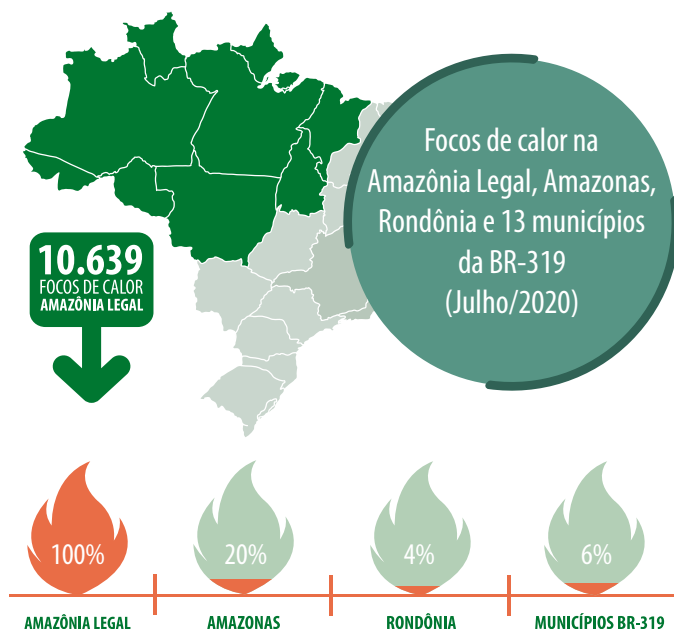 Focos de calor na
Amazônia Legal, Amazonas,
Rondônia e 13 municípios
da BR-319
(Julho/2020)
10.639
FOCOS DE CALOR
AMAZÔNIA LEGAL
100%
20%
4%
6%
AMAZÔNIA LEGAL
AMAZONAS
RONDÔNIA
MUNICÍPIOS BR-319